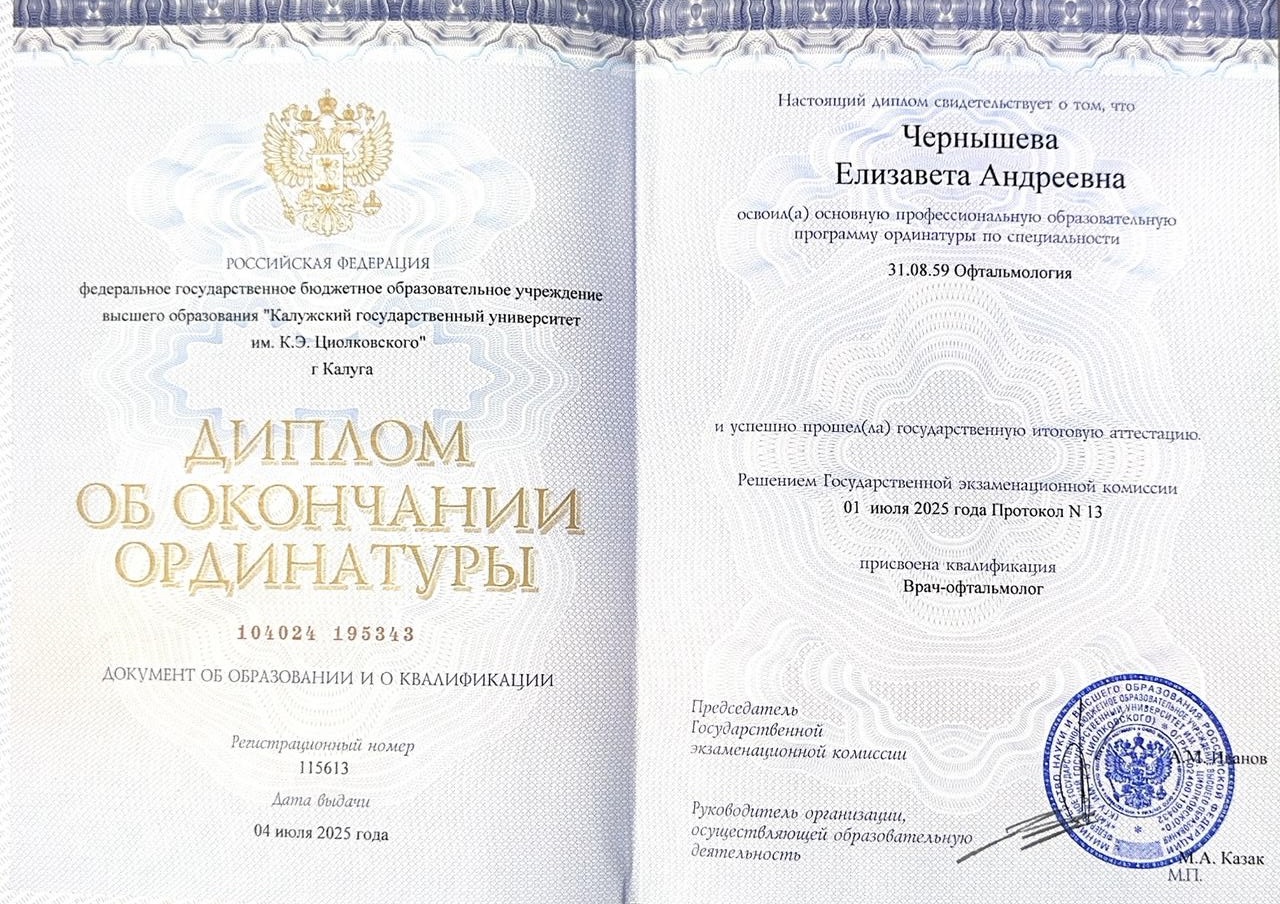 РОССИЙСКАЯ ФЕДЕРАЦИЯ
федеральное государственное бюджетное образовательное учреждение
высшего образования "Калужский государственный университет
им. К.Э. Циолковского"
г Калуга
ДИПЛОМ
ОБ ОКОНЧАНИИ
ОРДИНАТУРЫ
104024 195343
ДОКУМЕНТ ОБ ОБРАЗОВАНИИ И О КВАЛИФИКАЦИИ
Регистрационный номер
115613
Дата выдачи
04 июля 2025 года
Настоящий диплом свидетельствует о том, что
Чернышева
Елизавета Андреевна
освоил(а) основную профессиональную образовательную
программу ординатуры по специальности
31.08.59 Офтальмология
и успешно прошел(ла) государственную итоговую аттестацию.
Решением Государственной экзаменационной комиссии
01 июля 2025 года Протокол N 13
присвоена квалификация
Врач-офтальмолог
Председатель
Государственной
экзаменационной комиссии
А.М. Иванов
Руководитель организации,
осуществляющей образовательную
деятельность
М.А. Казак
М.П.